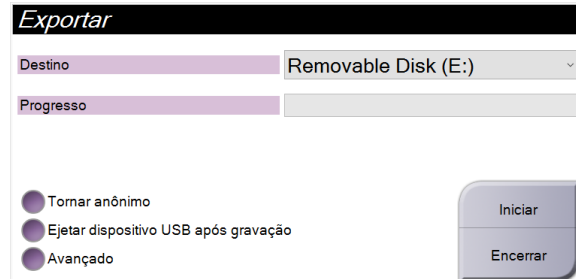 Exportar
Destino
Removable Disk (E:)
Progresso
Tornar anônimo
Ejetar dispositivo USB após gravação
Avançado
Iniciar
Encerrar